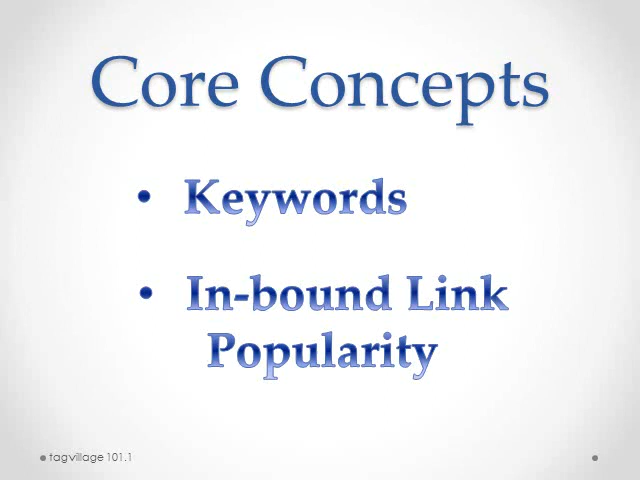 Core Concepts
• Keywords
• In-bound Link
Popularity
tagvillage 101.1